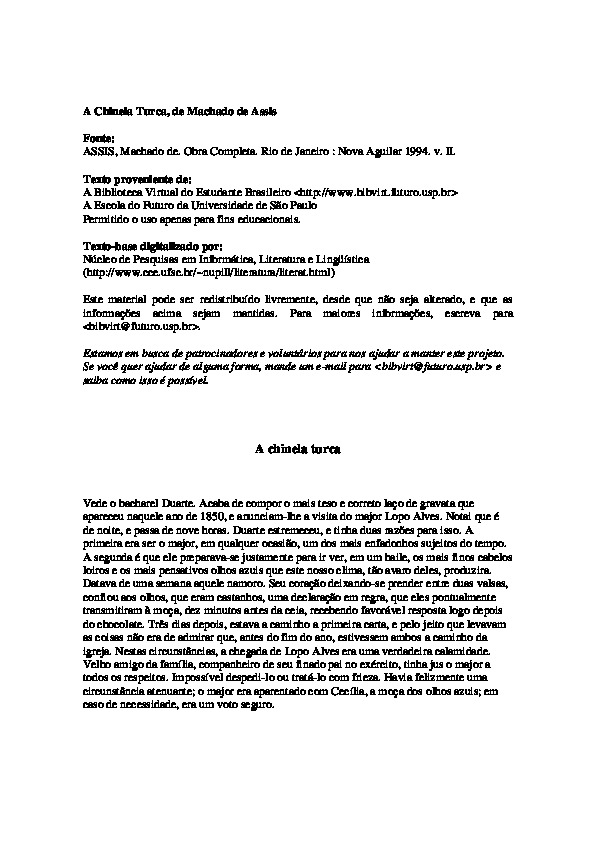 A Chinela Turca, de Machado de Assis
Fonte:
ASSIS, Machado de. Obra Completa. Rio de Janeiro : Nova Aguilar 1994. v. II.
Texto proveniente de:
A Biblioteca Virtual do Estudante Brasileiro <http://www.bibvirt.futuro.usp.br>
A Escola do Futuro da Universidade de São Paulo
Permitido o uso apenas para fins educacionais.
Texto-base digitalizado por:
Núcleo de Pesquisas em Informática, Literatura e Lingüística
(http://www.cce.ufsc.br/~nupill/literatura/literat.html)
Este material pode ser redistribuído livremente, desde que não seja alterado, e que as
informações acima sejam mantidas. Para maiores informações, escreva para
<bibvirt@futuro.usp.br>.
Estamos em busca de patrocinadores e voluntários para nos ajudar a manter este projeto.
Se você quer ajudar de alguma forma, mande um e-mail para <bibvirt@futuro.usp.br> e
saiba como isso é possível.
A chinela turca
Vede o bacharel Duarte. Acaba de compor o mais teso e correto laço de gravata que
apareceu naquele ano de 1850, e anunciam-lhe a visita do major Lopo Alves. Notai que é
de noite, e passa de nove horas. Duarte estremeceu, e tinha duas razões para isso. A
primeira era ser o major, em qualquer ocasião, um dos mais enfadonhos sujeitos do tempo.
A segunda é que ele preparava-se justamente para ir ver, em um baile, os mais finos cabelos
loiros e os mais pensativos olhos azuis que este nosso clima, tão avaro deles, produzira.
Datava de uma semana aquele namoro. Seu coração deixando-se prender entre duas valsas,
confiou aos olhos, que eram castanhos, uma declaração em regra, que eles pontualmente
transmitiram à moça, dez minutos antes da ceia, recebendo favorável resposta logo depois
do chocolate. Três dias depois, estava a caminho a primeira carta, e pelo jeito que levavam
as coisas não era de admirar que, antes do fim do ano, estivessem ambos a caminho da
igreja. Nestas circunstâncias, a chegada de Lopo Alves era uma verdadeira calamidade.
Velho amigo da família, companheiro de seu finado pai no exército, tinha jus o major a
todos os respeitos. Impossível despedi-lo ou tratá-lo com frieza. Havia felizmente uma
circunstância atenuante; o major era aparentado com Cecília, a moça dos olhos azuis; em
caso de necessidade, era um voto seguro.